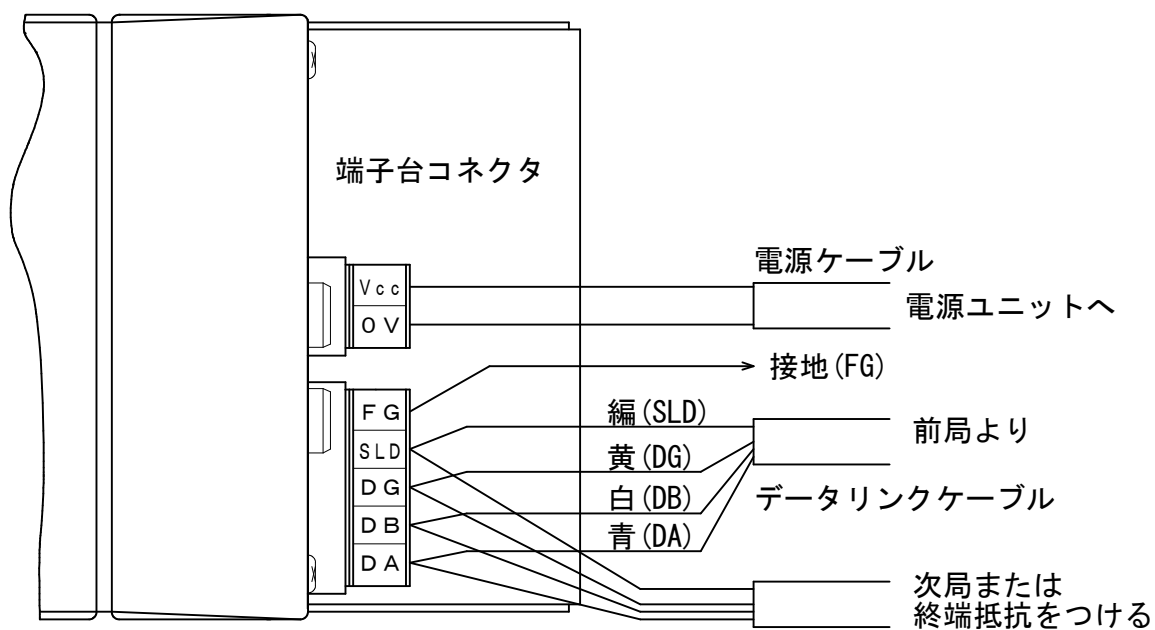 端子台コネクタ
電源ケーブル
Vcc
0V
電源ユニットへ
接地(FG)
FG
編(SLD)
前局より
SLD
黄(DG)
DG
白(DB)
データリンクケーブル
DB
青(DA)
DA
次局または
終端抵抗をつける